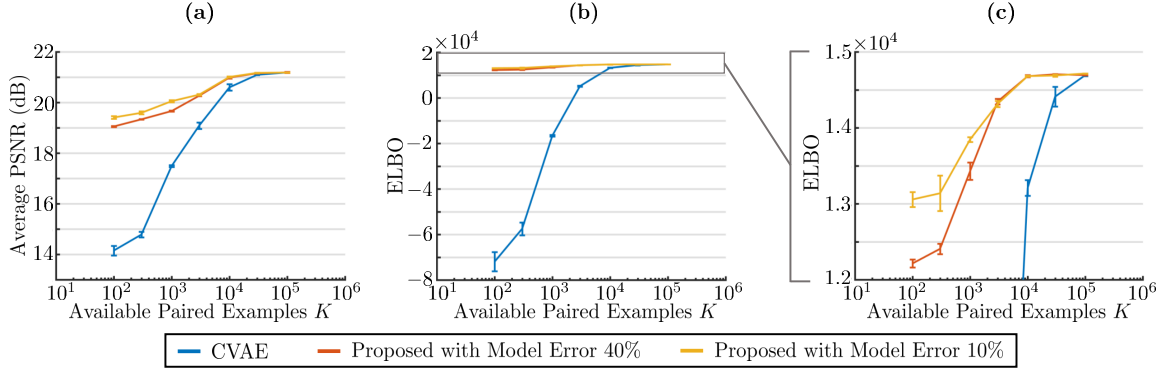 (a)
(b)
(c)
22
20
18
16
14
Average PSNR (dB)
10^1 10^2 10^3 10^4 10^5 10^6
Available Paired Examples K
×10^4
2
0
−2
−4
−6
−8
ELBO
10^1 10^2 10^3 10^4 10^5 10^6
Available Paired Examples K
×10^4
1.5
1.4
1.3
1.2
ELBO
10^1 10^2 10^3 10^4 10^5 10^6
Available Paired Examples K
CVAE
Proposed with Model Error 40%
Proposed with Model Error 10%